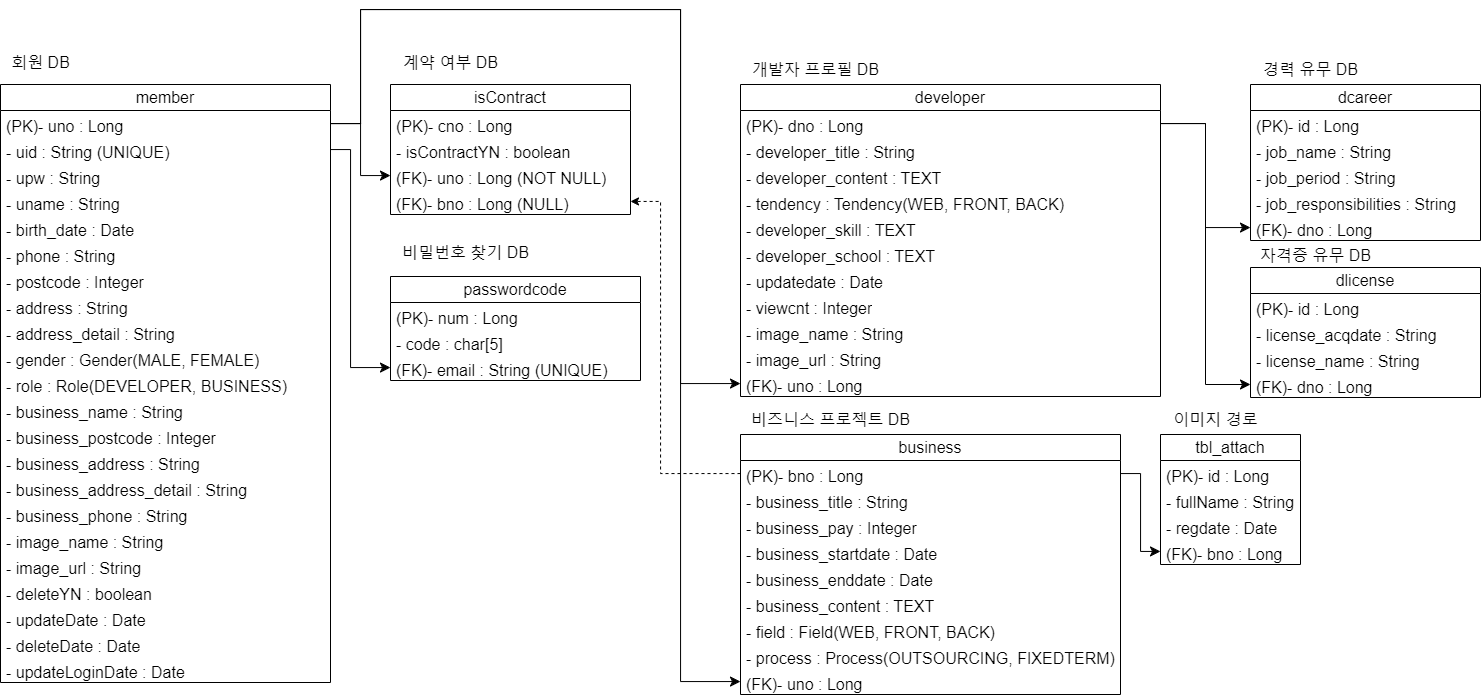 회원 DB
member
(PK)- uno : Long
- uid : String (UNIQUE)
- upw : String
- uname : String
- birth_date : Date
- phone : String
- postcode : Integer
- address : String
- address_detail : String
- gender : Gender(MALE, FEMALE)
- role : Role(DEVELOPER, BUSINESS)
- business_name : String
- business_postcode : Integer
- business_address : String
- business_address_detail : String
- business_phone : String
- image_name : String
- image_url : String
- deleteYN : boolean
- updateDate : Date
- deleteDate : Date
- updateLoginDate : Date
계약 여부 DB
isContract
(PK)- cno : Long
- isContractYN : boolean
(FK)- uno : Long (NOT NULL)
(FK)- bno : Long (NULL)
비밀번호 찾기 DB
passwordcode
(PK)- num : Long
- code : char[5]
(FK)- email : String (UNIQUE)
개발자 프로필 DB
developer
(PK)- dno : Long
- developer_title : String
- developer_content : TEXT
- tendency : Tendency(WEB, FRONT, BACK)
- developer_skill : TEXT
- developer_school : TEXT
- updatedate : Date
- viewcnt : Integer
- image_name : String
- image_url : String
(FK)- uno : Long
비즈니스 프로젝트 DB
business
(PK)- bno : Long
- business_title : String
- business_pay : Integer
- business_startdate : Date
- business_enddate : Date
- business_content : TEXT
- field : Field(WEB, FRONT, BACK)
- process : Process(OUTSOURCING, FIXEDTERM)
(FK)- uno : Long
경력 유무 DB
dcareer
(PK)- id : Long
- job_name : String
- job_period : String
- job_responsibilities : String
(FK)- dno : Long
자격증 유무 DB
dlicense
(PK)- id : Long
- license_acqdate : String
- license_name : String
(FK)- dno : Long
이미지 경로
tbl_attach
(PK)- id : Long
- fullName : String
- regdate : Date
(FK)- bno : Long